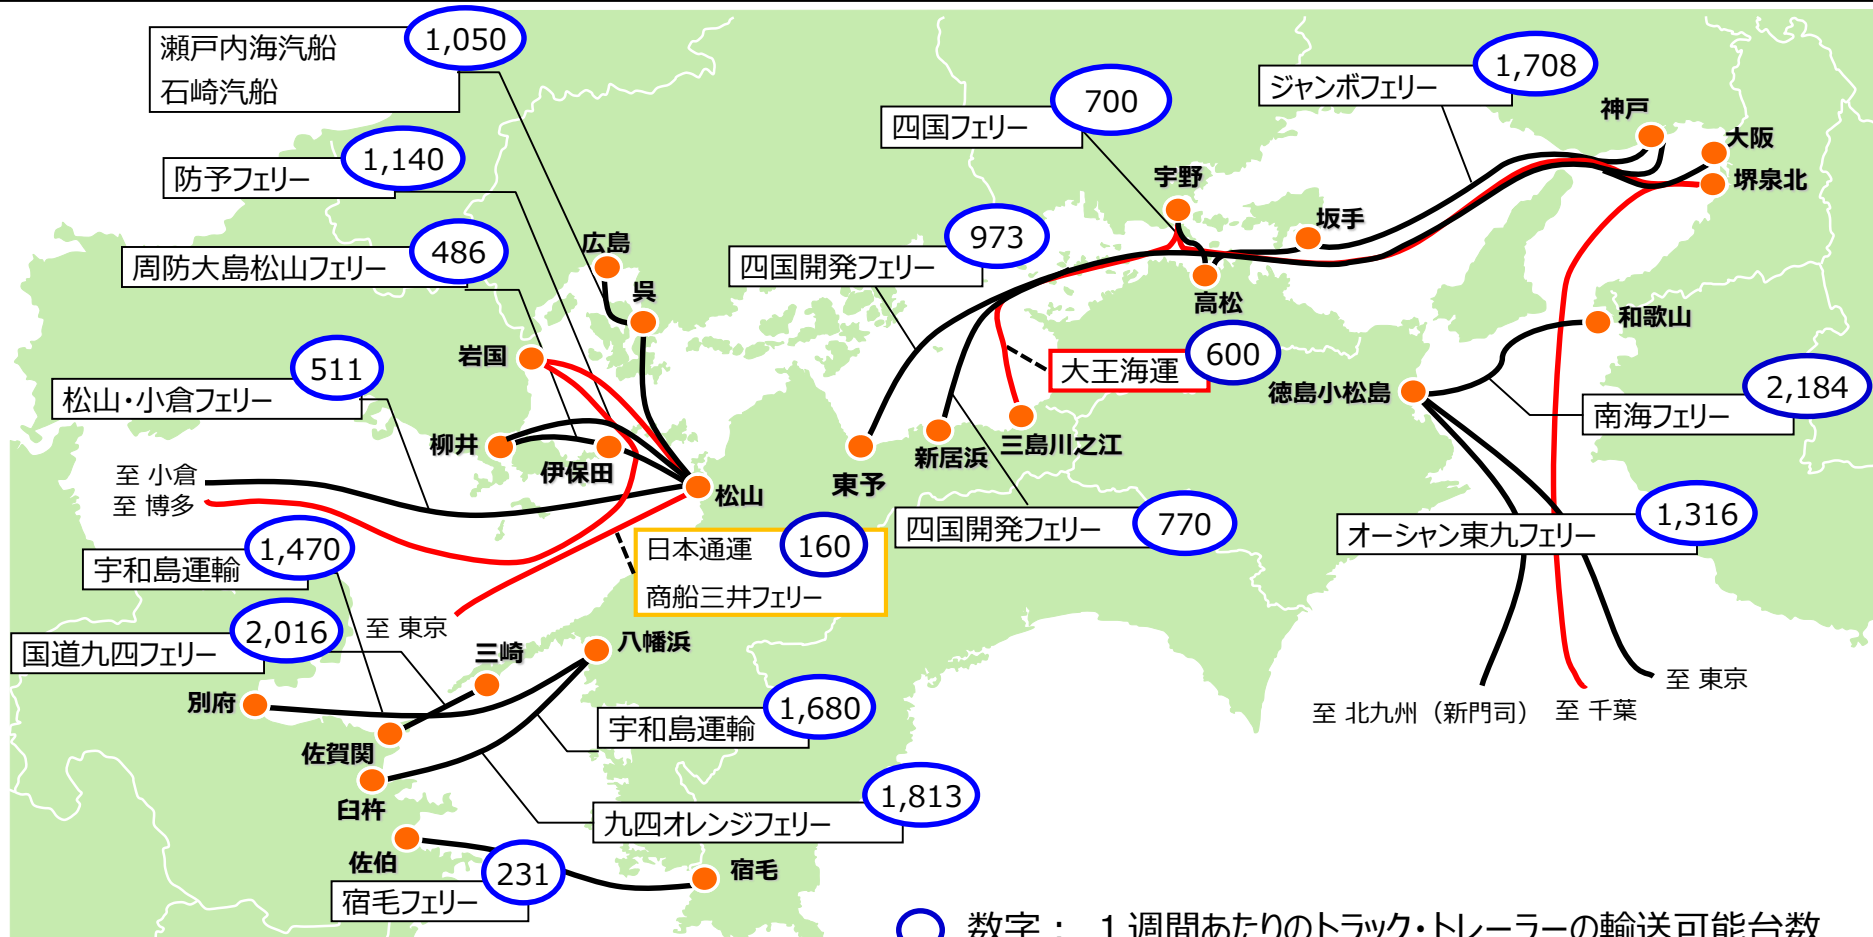 瀬戸内海汽船
石崎汽船
1,050
防予フェリー
1,140
周防大島松山フェリー
486
松山・小倉フェリー
511
至 小倉
至 博多
宇和島運輸
1,470
国道九四フェリー
2,016
至 東京
別府
佐賀関
臼杵
佐伯
三崎
八幡浜
宇和島運輸
1,680
九四オレンジフェリー
1,813
宿毛フェリー
231
宿毛
広島
呉
岩国
柳井
伊保田
松山
日本通運
160
商船三井フェリー
四国フェリー
700
四国開発フェリー
973
宇野
坂手
高松
ジャンボフェリー
1,708
神戸
大阪
堺泉北
大王海運
600
東予
新居浜
三島川之江
四国開発フェリー
770
徳島小松島
和歌山
南海フェリー
2,184
オーシャン東九フェリー
1,316
至 北九州（新門司）
至 千葉
至 東京
数字： １週間あたりのトラック・トレーラーの輸送可能台数